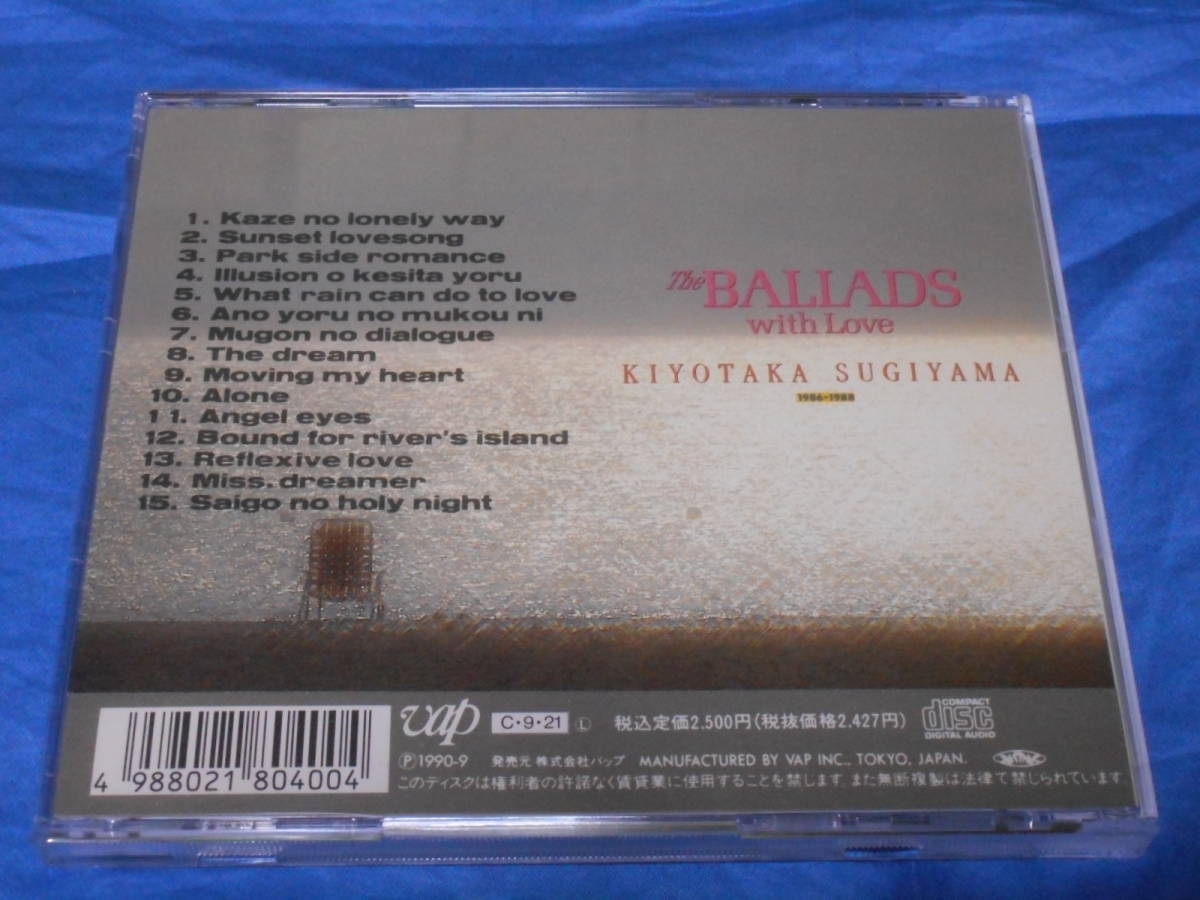 1. Kaze no lonely way
2. Sunset lovesong
3. Park side romance
4. Illusion o kesita yoru
5. What rain can do to love
6. Ano yoru no mukou ni
7. Mugon no dialogue
8. The dream
9. Moving my heart
10. Alone
11. Angel eyes
12. Bound for river's island
13. Reflexive love
14. Miss. dreamer
15. Saigo no holy night
The BALLADS
with Love
KIYOTAKA SUGIYAMA
1986-1988
4 988021 804004
vap C・9・21 Ⓛ 税込定価2,500円(税抜価格2,427円) COMPACT disc DIGITAL AUDIO
Ⓟ1990-9 発売元 株式会社バップ MANUFACTURED BY VAP INC., TOKYO, JAPAN.
このディスクは権利者の許諾なく賃貸業に使用することを禁じます。また無断複製は法律で禁じられています。